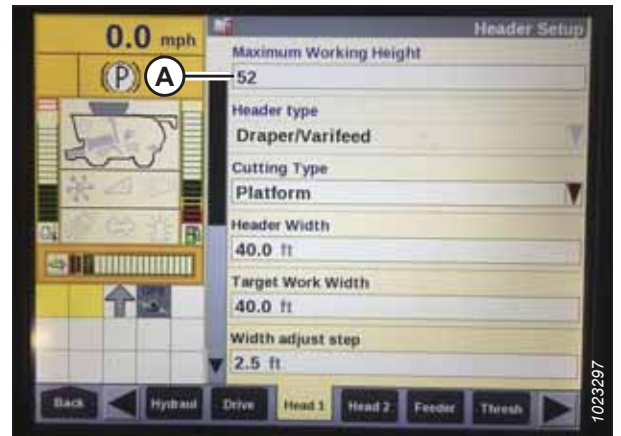 0.0 mph
(P)
A
Header Setup
Maximum Working Height
52
Header type
Draper/Varifeed
Cutting Type
Platform
Header Width
40.0 ft
Target Work Width
40.0 ft
Width adjust step
2.5 ft
Back
Hydraul
Drive
Head 1
Head 2
Feeder
Thresh
1023297